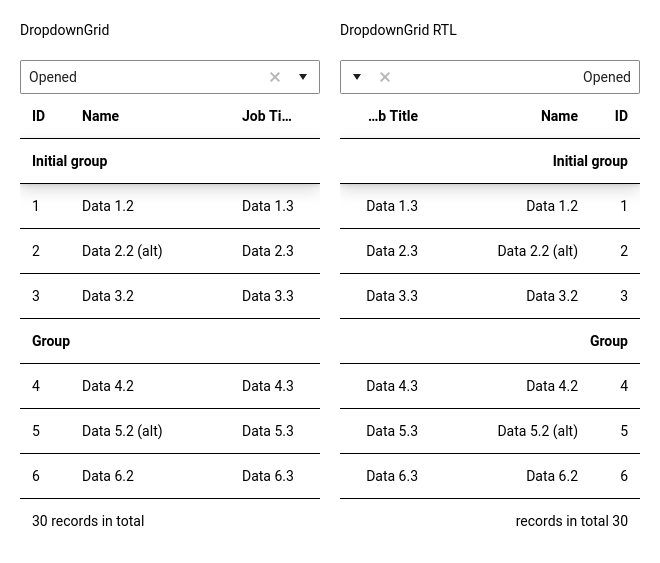 DropdownGrid
Opened
ID Name Job Ti...
Initial group
1 Data 1.2 Data 1.3
2 Data 2.2 (alt) Data 2.3
3 Data 3.2 Data 3.3
Group
4 Data 4.2 Data 4.3
5 Data 5.2 (alt) Data 5.3
6 Data 6.2 Data 6.3
30 records in total
DropdownGrid RTL
Opened
...b Title Name ID
Initial group
Data 1.3 Data 1.2 1
Data 2.3 Data 2.2 (alt) 2
Data 3.3 Data 3.2 3
Group
Data 4.3 Data 4.2 4
Data 5.3 Data 5.2 (alt) 5
Data 6.3 Data 6.2 6
records in total 30